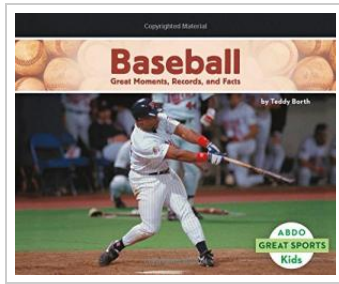 Copyrighted Material
Baseball
Great Moments, Records, and Facts
by Teddy Borth
ABDO
GREAT SPORTS
Kids